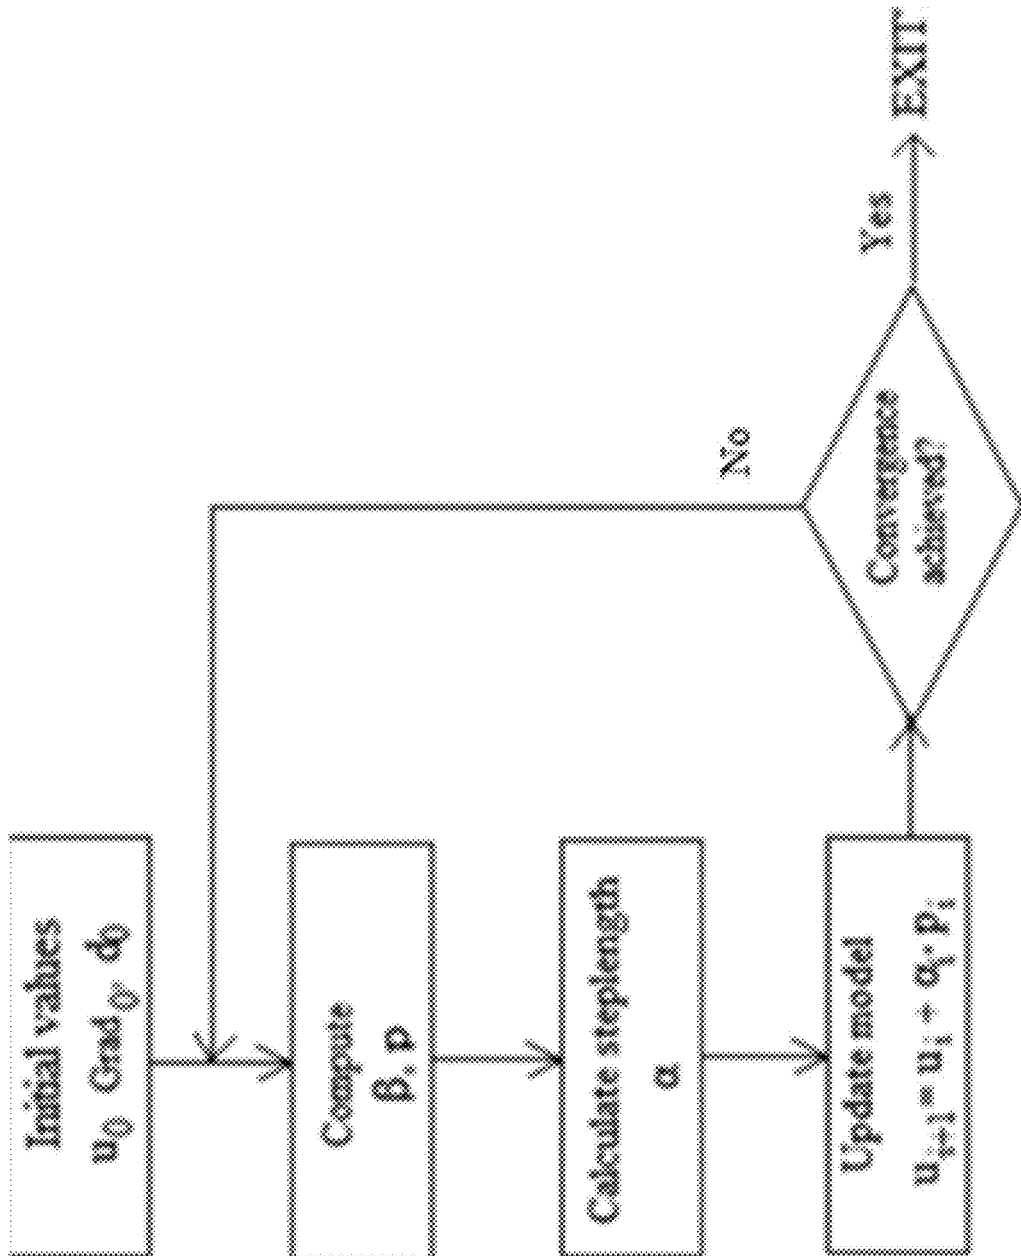 Initial values
u₀ Grad₀, d₀
Compute
β, p
Calculate steplength
α
Update model
uᵢ₊₁ = uᵢ + αᵢ· pᵢ
Convergence
achieved?
No
Yes
EXIT